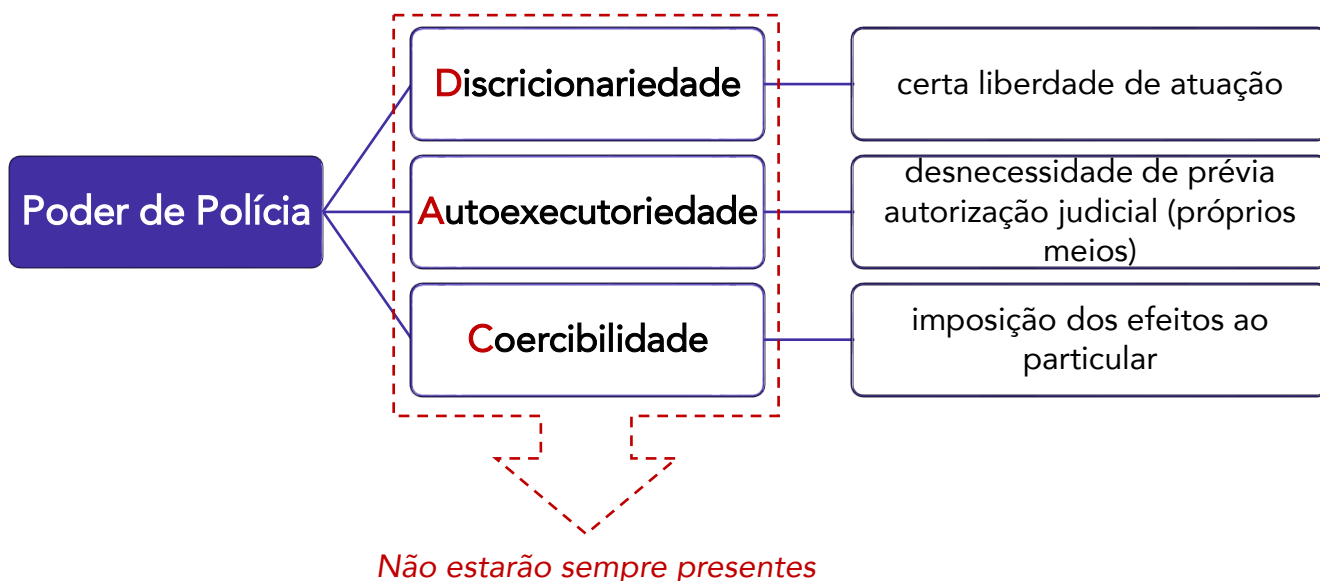 Poder de Polícia
Discricionariedade
certa liberdade de atuação
Autoexecutoriedade
desnecessidade de prévia
autorização judicial (próprios
meios)
Coercibilidade
imposição dos efeitos ao
particular
Não estarão sempre presentes